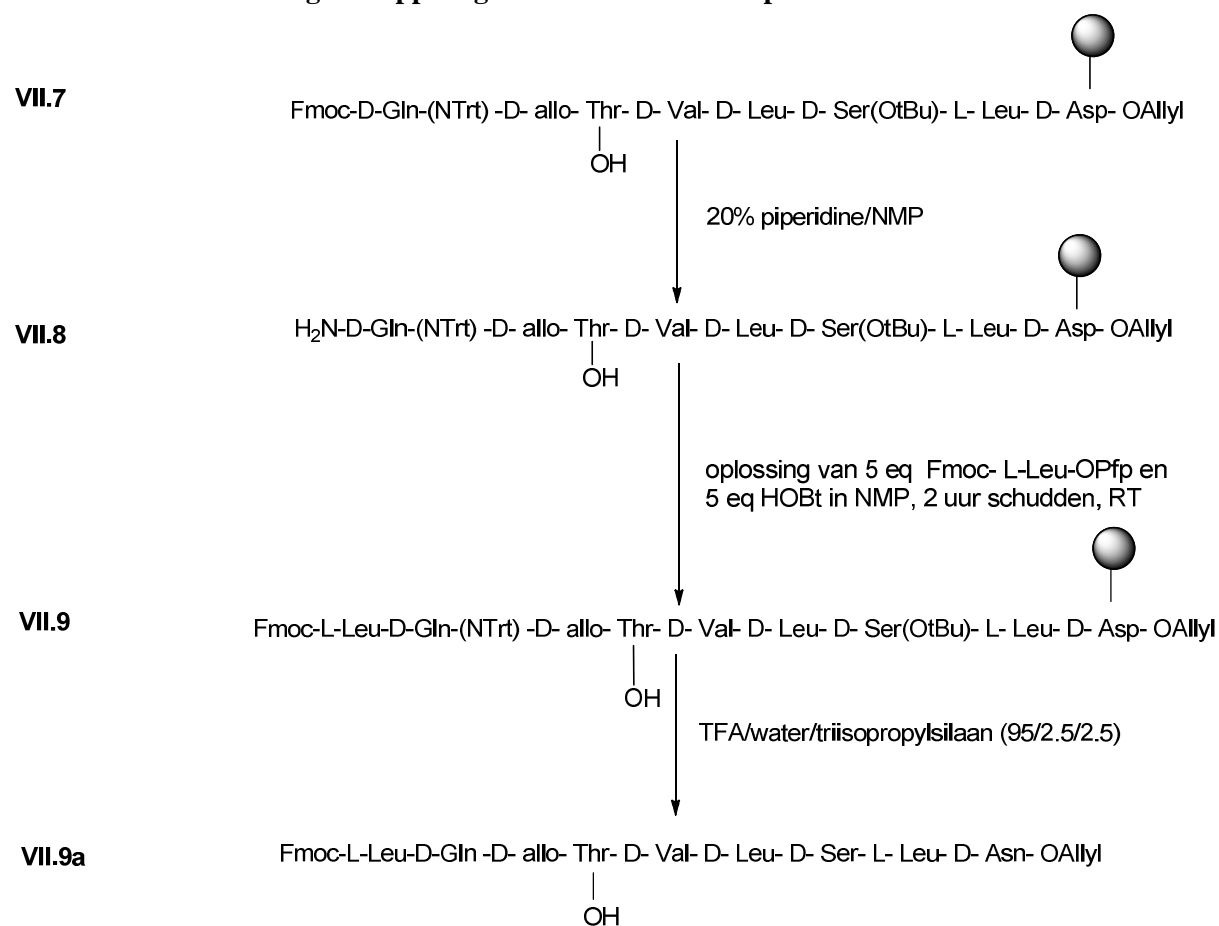 VII.7
Fmoc-D-Gln-(NTrt) -D- allo- Thr- D- Val- D- Leu- D- Ser(OtBu)- L- Leu- D- Asp- OAllyl
OH
20% piperidine/NMP
VII.8
H₂N-D-Gln-(NTrt) -D- allo- Thr- D- Val- D- Leu- D- Ser(OtBu)- L- Leu- D- Asp- OAllyl
OH
oplossing van 5 eq Fmoc- L-Leu-OPfp en
5 eq HOBt in NMP, 2 uur schudden, RT
VII.9
Fmoc-L-Leu-D-Gln-(NTrt) -D- allo- Thr- D- Val- D- Leu- D- Ser(OtBu)- L- Leu- D- Asp- OAllyl
OH
TFA/water/triisopropylsilaan (95/2.5/2.5)
VII.9a
Fmoc-L-Leu-D-Gln -D- allo- Thr- D- Val- D- Leu- D- Ser- L- Leu- D- Asn- OAllyl
OH